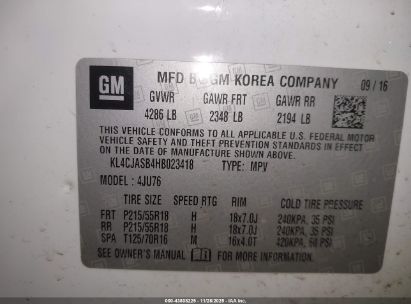 GM MFD BY GM KOREA COMPANY 09/16
GVWR GAWR FRT GAWR RR
4286 LB 2348 LB 2194 LB
THIS VEHICLE CONFORMS TO ALL APPLICABLE U.S. FEDERAL MOTOR
VEHICLE SAFETY AND THEFT PREVENTION STANDARDS IN EFFECT
ON THE DATE OF MANUFACTURE SHOWN ABOVE.
KL4CJASB4HB023418 TYPE: MPV
MODEL: 4JU76
TIRE SIZE SPEED RTG RIM COLD TIRE PRESSURE
FRT P215/55R18 H 18x7.0J 240KPA, 35 PSI
RR P215/55R18 H 18x7.0J 240KPA, 35 PSI
SPA T125/70R16 M 16x4.0T 420KPA, 60 PSI
SEE OWNER'S MANUAL FOR MORE INFORMATION.